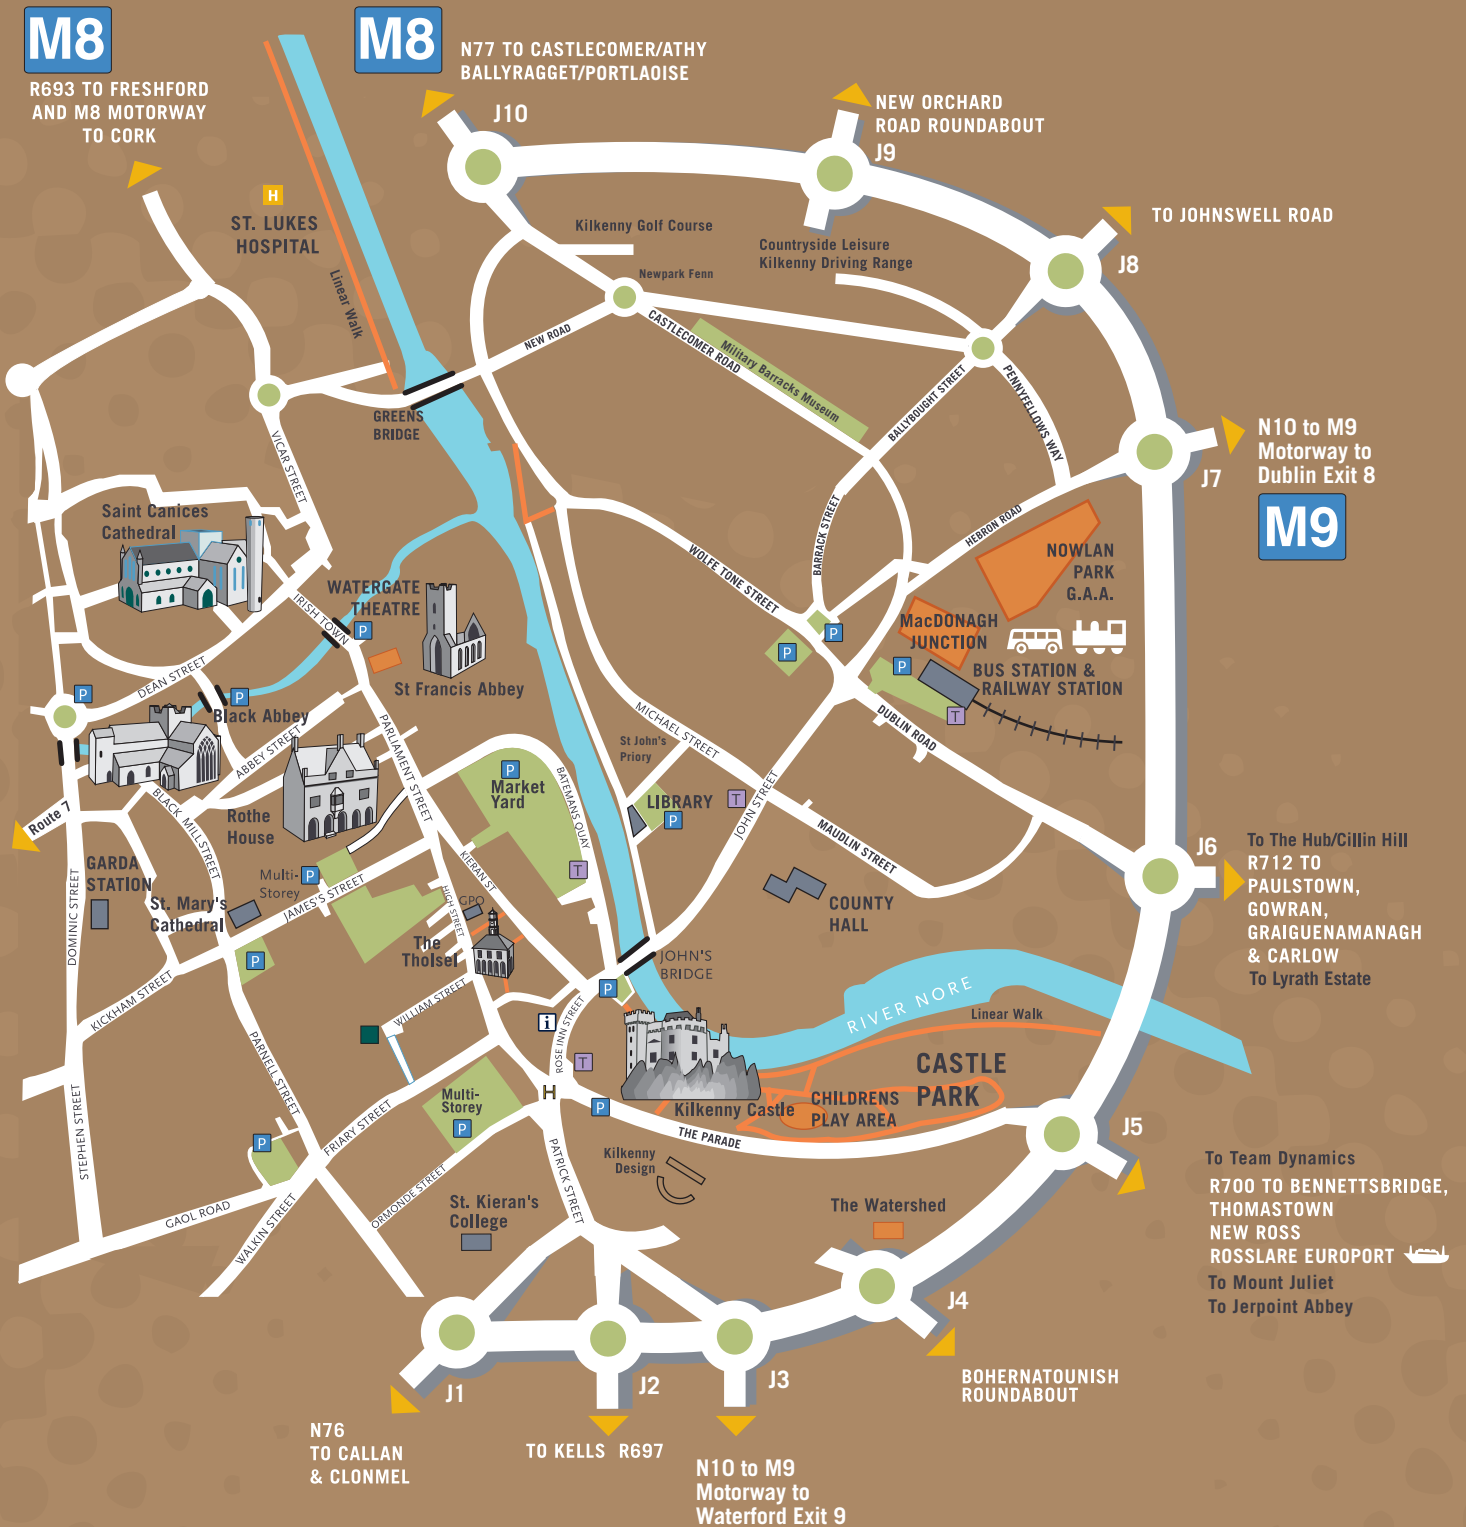 M8
R693 TO FRESHFORD
AND M8 MOTORWAY
TO CORK
M8
N77 TO CASTLECOMER/ATHY
BALLYRAGGET/PORTLAOISE
J10
NEW ORCHARD
ROAD ROUNDABOUT
J9
TO JOHNSWELL ROAD
J8
H
ST. LUKES
HOSPITAL
Linear Walk
Kilkenny Golf Course
Countryside Leisure
Kilkenny Driving Range
Newpark Fenn
NEW ROAD
CASTLECOMER ROAD
Military Barracks Museum
BALLYBOUGHT STREET
PENNYFELLOWS WAY
GREENS
BRIDGE
VICAR STREET
N10 to M9
Motorway to
Dublin Exit 8
J7
M9
Saint Canices
Cathedral
BARRACK STREET
HEBRON ROAD
NOWLAN
PARK
G.A.A.
WOLFE TONE STREET
WATERGATE
THEATRE
IRISH TOWN
P
P
P
MacDONAGH
JUNCTION
P
BUS STATION &
RAILWAY STATION
T
DEAN STREET
St Francis Abbey
P
P
Black Abbey
MICHAEL STREET
DUBLIN ROAD
PARLIAMENT STREET
ABBEY STREET
St John's
Priory
P
Market
Yard
BATEMANS QUAY
LIBRARY
P
T
JOHN STREET
Route 7
BLACK MILL STREET
Rothe
House
MAUDLIN STREET
J6
To The Hub/Cillin Hill
R712 TO
PAULSTOWN,
GOWRAN,
GRAIGUENAMANAGH
& CARLOW
To Lyrath Estate
GARDA
STATION
Multi-
Storey
P
KIERAN ST
T
JAMES'S STREET
HIGH STREET
GPO
St. Mary's
Cathedral
COUNTY
HALL
DOMINIC STREET
The
Tholsel
P
JOHN'S
BRIDGE
KICKHAM STREET
WILLIAM STREET
P
RIVER NORE
Linear Walk
i
ROSE INN STREET
T
PARNELL STREET
CASTLE
PARK
Multi-
Storey
P
H
P
Kilkenny Castle
CHILDRENS
PLAY AREA
STEPHEN STREET
FRIARY STREET
P
THE PARADE
J5
PATRICK STREET
Kilkenny
Design
To Team Dynamics
R700 TO BENNETTSBRIDGE,
THOMASTOWN
NEW ROSS
ROSSLARE EUROPORT
To Mount Juliet
To Jerpoint Abbey
ORMONDE STREET
St. Kieran's
College
The Watershed
GAOL ROAD
WALKIN STREET
J4
BOHERNATOUNISH
ROUNDABOUT
J1
J2
J3
N76
TO CALLAN
& CLONMEL
TO KELLS R697
N10 to M9
Motorway to
Waterford Exit 9